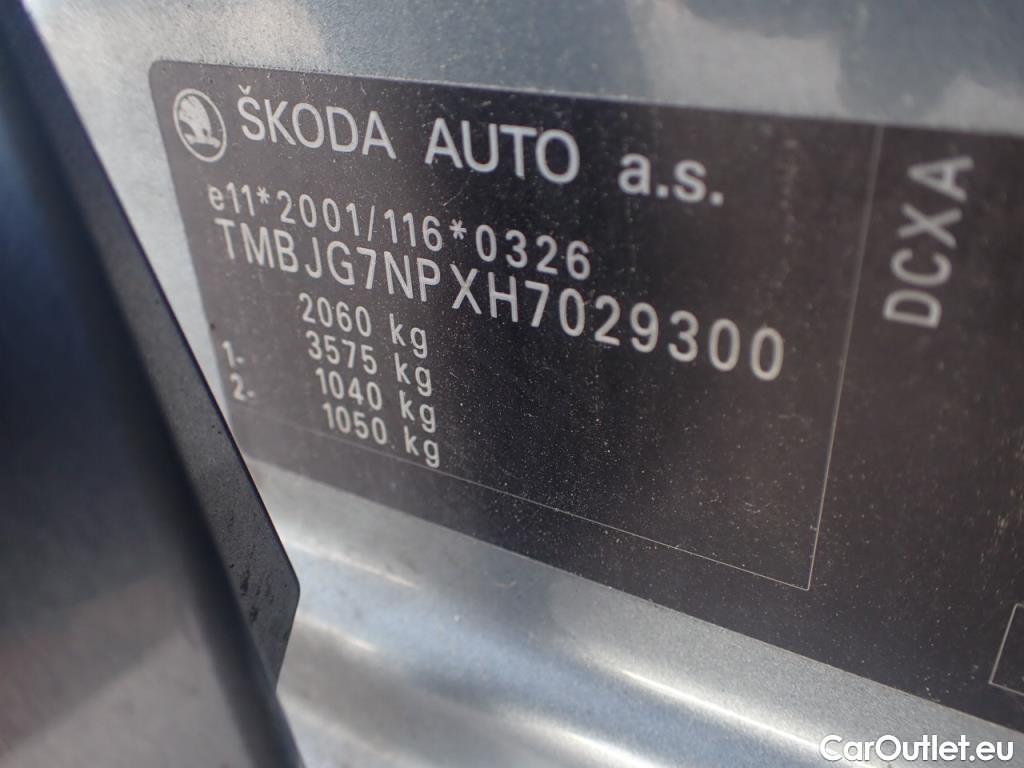 ŠKODA AUTO a.s.
e11*2001/116*0326
TMBJG7NPXH7029300
2060 kg
3575 kg
1- 1040 kg
2- 1050 kg
DCXA
CarOutlet.eu